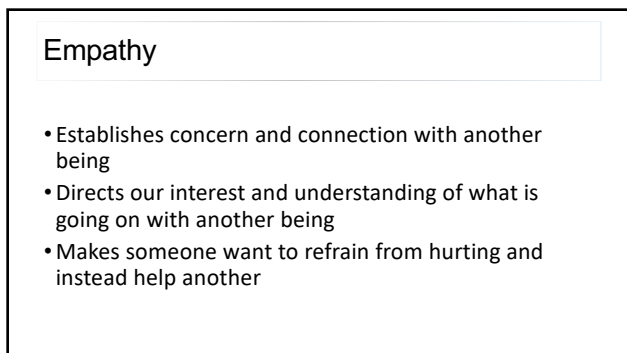 Empathy
• Establishes concern and connection with another
being
• Directs our interest and understanding of what is
going on with another being
• Makes someone want to refrain from hurting and
instead help another